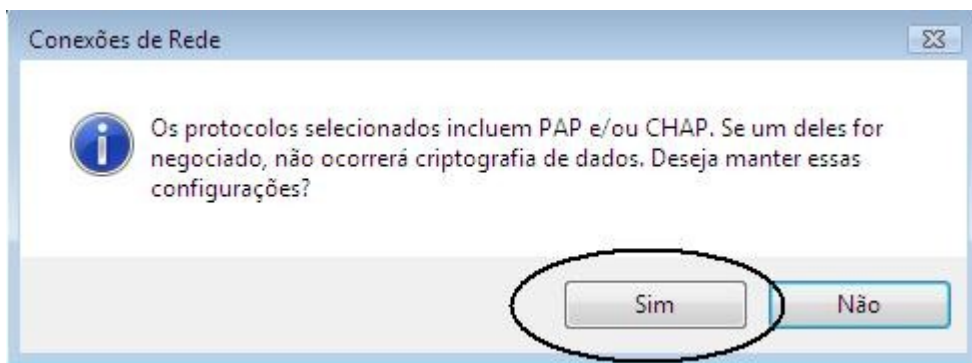 Conexões de Rede
Os protocolos selecionados incluem PAP e/ou CHAP. Se um deles for
negociado, não ocorrerá criptografia de dados. Deseja manter essas
configurações?
Sim
Não